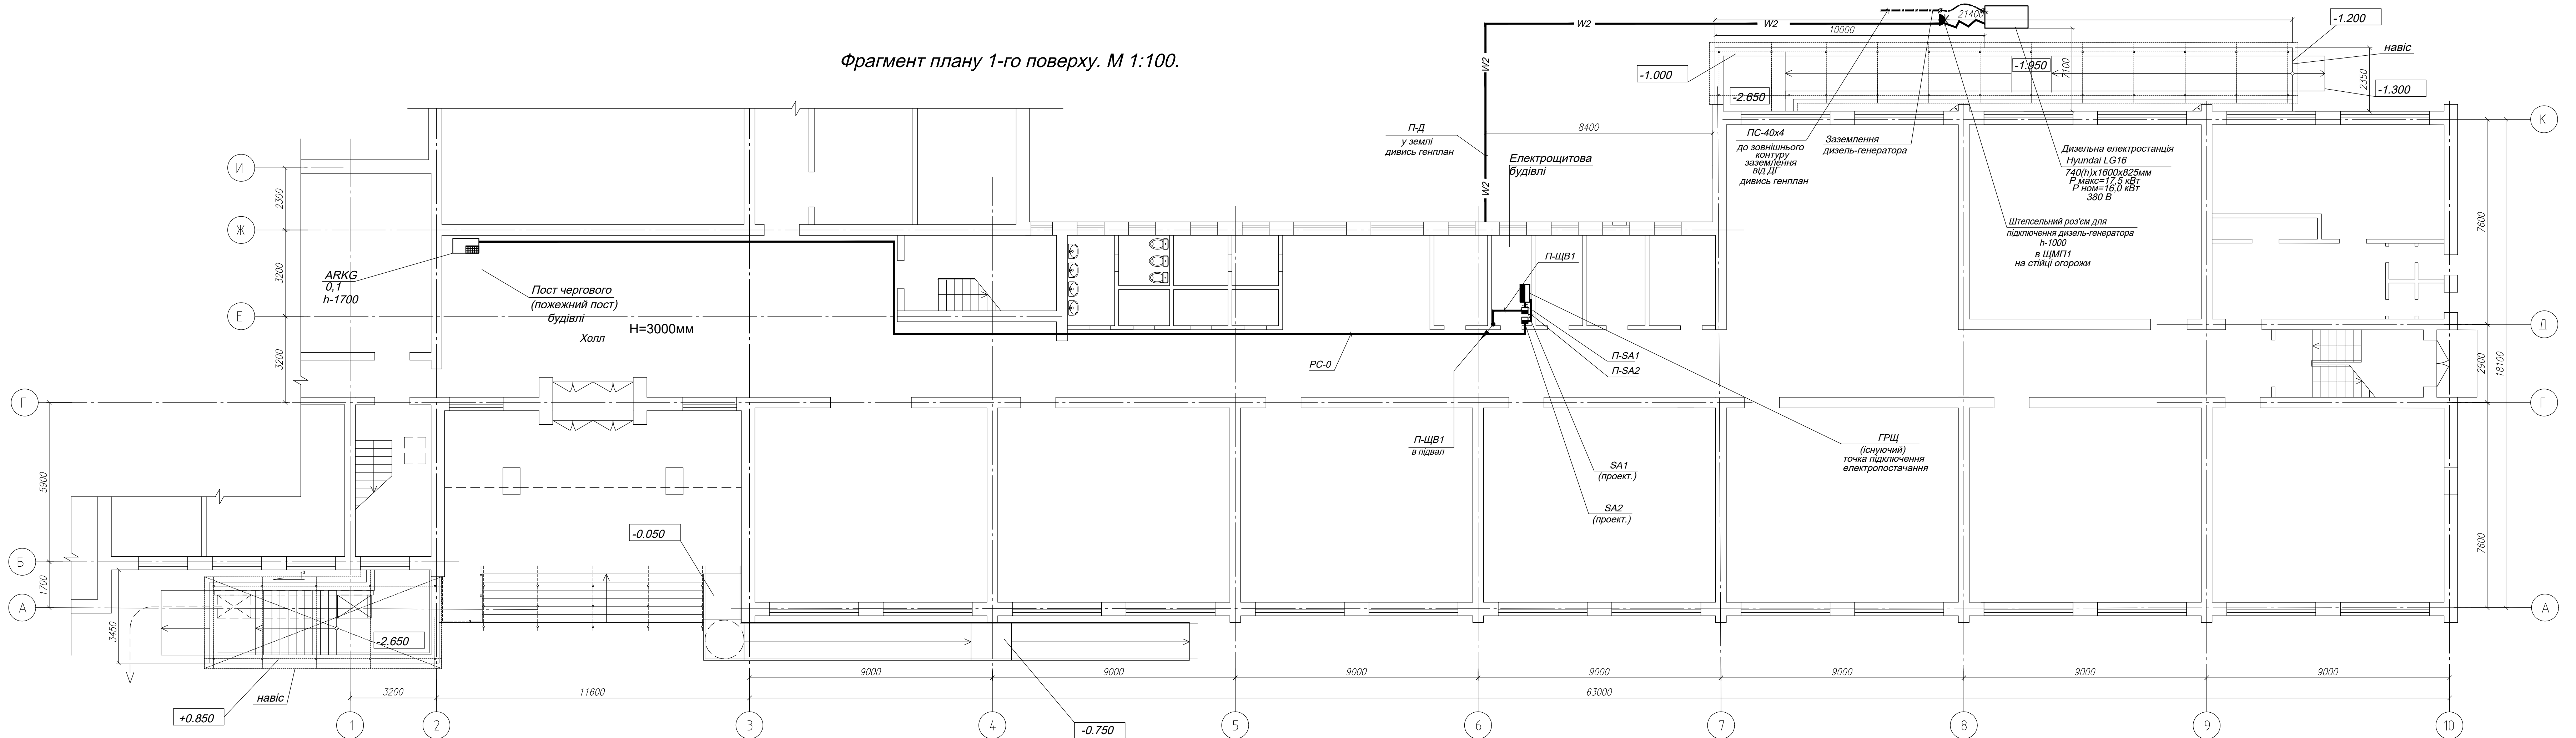 Фрагмент плану 1-го поверху. М 1:100.
W2
W2
W2
W2
21400*
10000
-1.200
навіс
-1.000
-1.950
7100
2350
-2.650
-1.300
П-Д
у землі
дивись генплан
8400
Електрощитова
будівлі
ПС-40х4
до зовнішнього
контуру
заземлення
від ДГ
дивись генплан
Заземлення
дизель-генератора
Дизельна електростанція
Hyundai LG16
740(h)x1600x825мм
Р макс=17,5 кВт
Р ном=16,0 кВт
380 В
Штепсельний роз'єм для
підключення дизель-генератора
h-1000
в ЩМП1
на стійці огорожи
К
И
Ж
Е
Г
Б
А
Д
Г
А
2300
3200
3200
5900
1700
3450
7600
2900
18100
7600
ARKG
0,1
h-1700
Пост чергового
(пожежний пост)
будівлі
Холл
H=3000мм
П-ЩВ1
РС-0
П-SA1
П-SA2
П-ЩВ1
в підвал
SA1
(проект.)
SA2
(проект.)
ГРЩ
(існуючий)
точка підключення
електропостачання
-0.050
-2.650
навіс
+0.850
-0.750
3200
11600
9000
9000
9000
9000
9000
9000
9000
63000
1
2
3
4
5
6
7
8
9
10